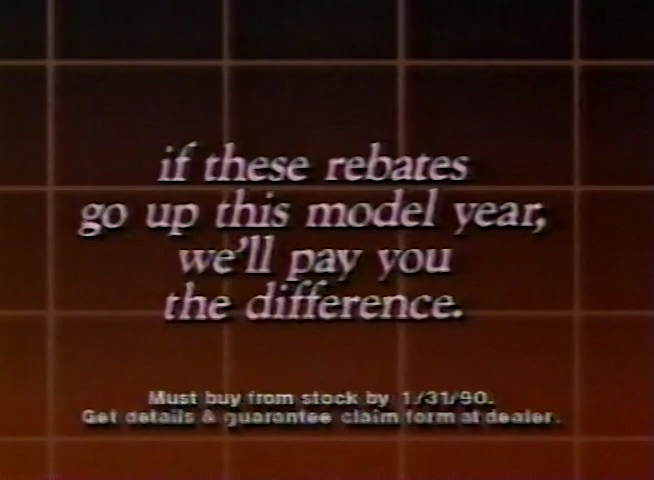 if these rebates
go up this model year,
we'll pay you
the difference.
Must buy from stock by 1/31/90.
Get details & guarantee claim form at dealer.